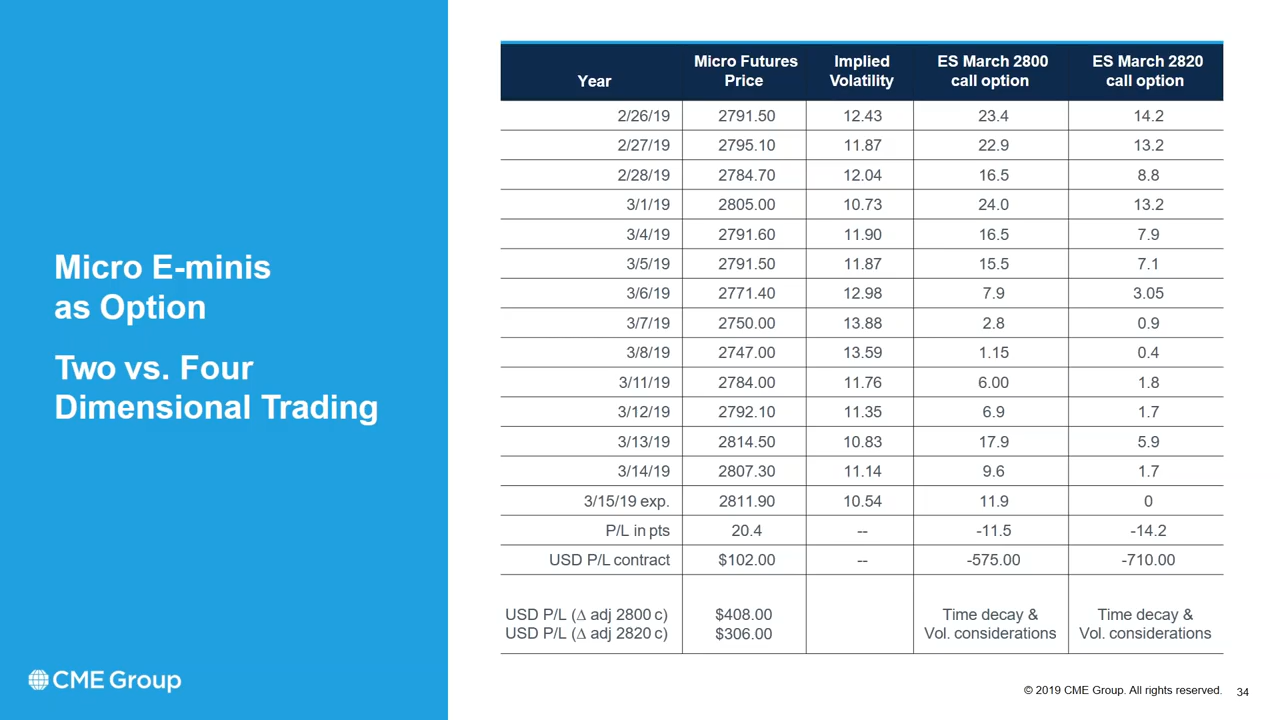 Micro E-minis
as Option
Two vs. Four
Dimensional Trading
CME Group
Year Micro Futures Price Implied Volatility ES March 2800 call option ES March 2820 call option
2/26/19 2791.50 12.43 23.4 14.2
2/27/19 2795.10 11.87 22.9 13.2
2/28/19 2784.70 12.04 16.5 8.8
3/1/19 2805.00 10.73 24.0 13.2
3/4/19 2791.60 11.90 16.5 7.9
3/5/19 2791.50 11.87 15.5 7.1
3/6/19 2771.40 12.98 7.9 3.05
3/7/19 2750.00 13.88 2.8 0.9
3/8/19 2747.00 13.59 1.15 0.4
3/11/19 2784.00 11.76 6.00 1.8
3/12/19 2792.10 11.35 6.9 1.7
3/13/19 2814.50 10.83 17.9 5.9
3/14/19 2807.30 11.14 9.6 1.7
3/15/19 exp. 2811.90 10.54 11.9 0
P/L in pts 20.4 -- -11.5 -14.2
USD P/L contract $102.00 -- -575.00 -710.00
USD P/L (∆ adj 2800 c) $408.00 Time decay & Time decay &
USD P/L (∆ adj 2820 c) $306.00 Vol. considerations Vol. considerations
© 2019 CME Group. All rights reserved. 34